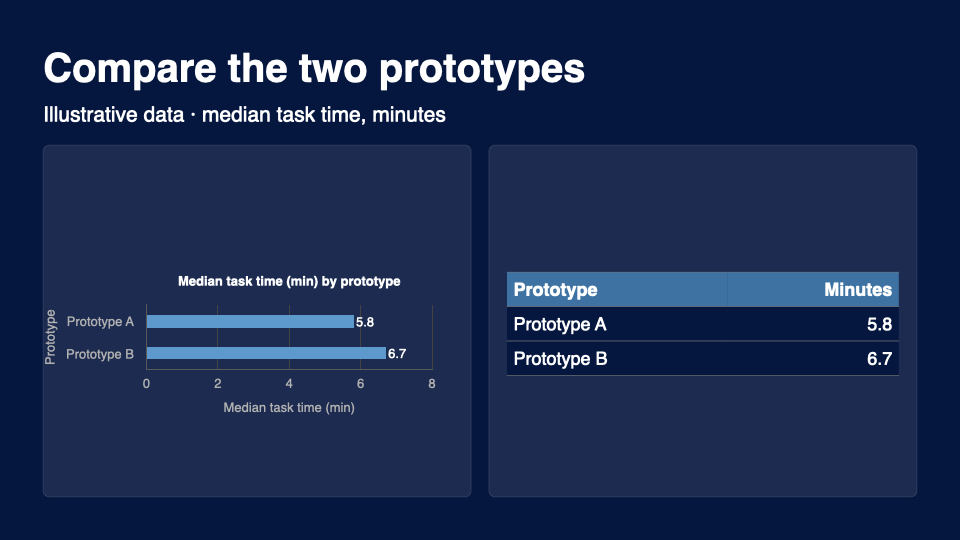 Compare the two prototypes
Illustrative data · median task time, minutes
Median task time (min) by prototype
Prototype
Prototype A
5.8
Prototype B
6.7
0 2 4 6 8
Median task time (min)
Prototype Minutes
Prototype A 5.8
Prototype B 6.7